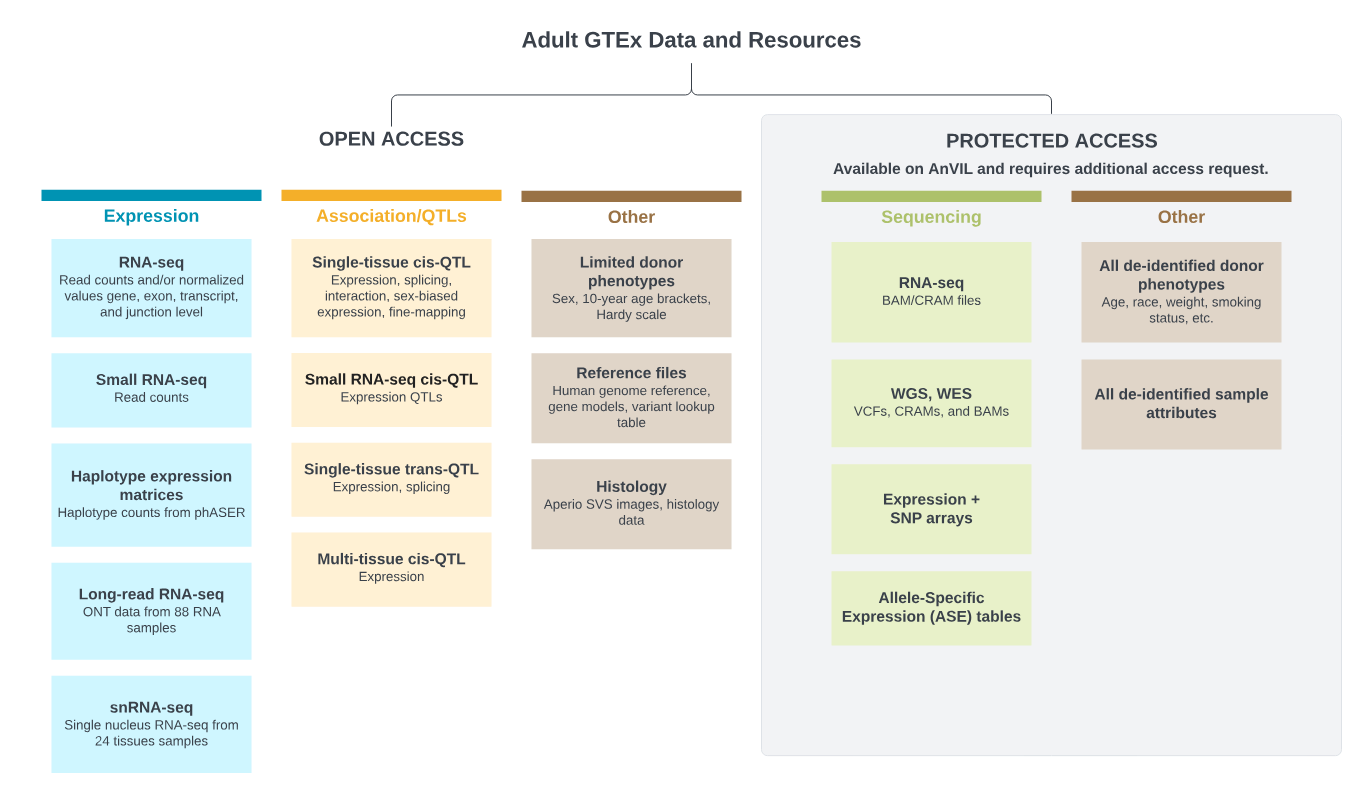 Adult GTEx Data and Resources
OPEN ACCESS
Expression
RNA-seq
Read counts and/or normalized
values gene, exon, transcript,
and junction level
Small RNA-seq
Read counts
Haplotype expression
matrices
Haplotype counts from phASER
Long-read RNA-seq
ONT data from 88 RNA
samples
snRNA-seq
Single nucleus RNA-seq from
24 tissues samples
Association/QTLs
Single-tissue cis-QTL
Expression, splicing,
interaction, sex-biased
expression, fine-mapping
Small RNA-seq cis-QTL
Expression QTLs
Single-tissue trans-QTL
Expression, splicing
Multi-tissue cis-QTL
Expression
Other
Limited donor
phenotypes
Sex, 10-year age brackets,
Hardy scale
Reference files
Human genome reference,
gene models, variant lookup
table
Histology
Aperio SVS images, histology
data
PROTECTED ACCESS
Available on AnVIL and requires additional access request.
Sequencing
RNA-seq
BAM/CRAM files
WGS, WES
VCFs, CRAMs, and BAMs
Expression +
SNP arrays
Allele-Specific
Expression (ASE) tables
Other
All de-identified donor
phenotypes
Age, race, weight, smoking
status, etc.
All de-identified sample
attributes